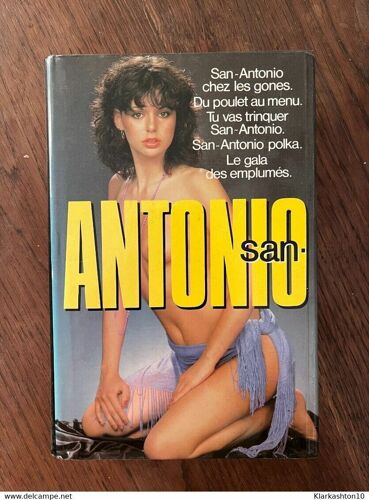 San-Antonio
chez les gones.
Du poulet au menu.
Tu vas trinquer
San-Antonio.
San-Antonio polka.
Le gala
des emplumés.
san-
ANTONIO
www.delcampe.net
Klarkashton10